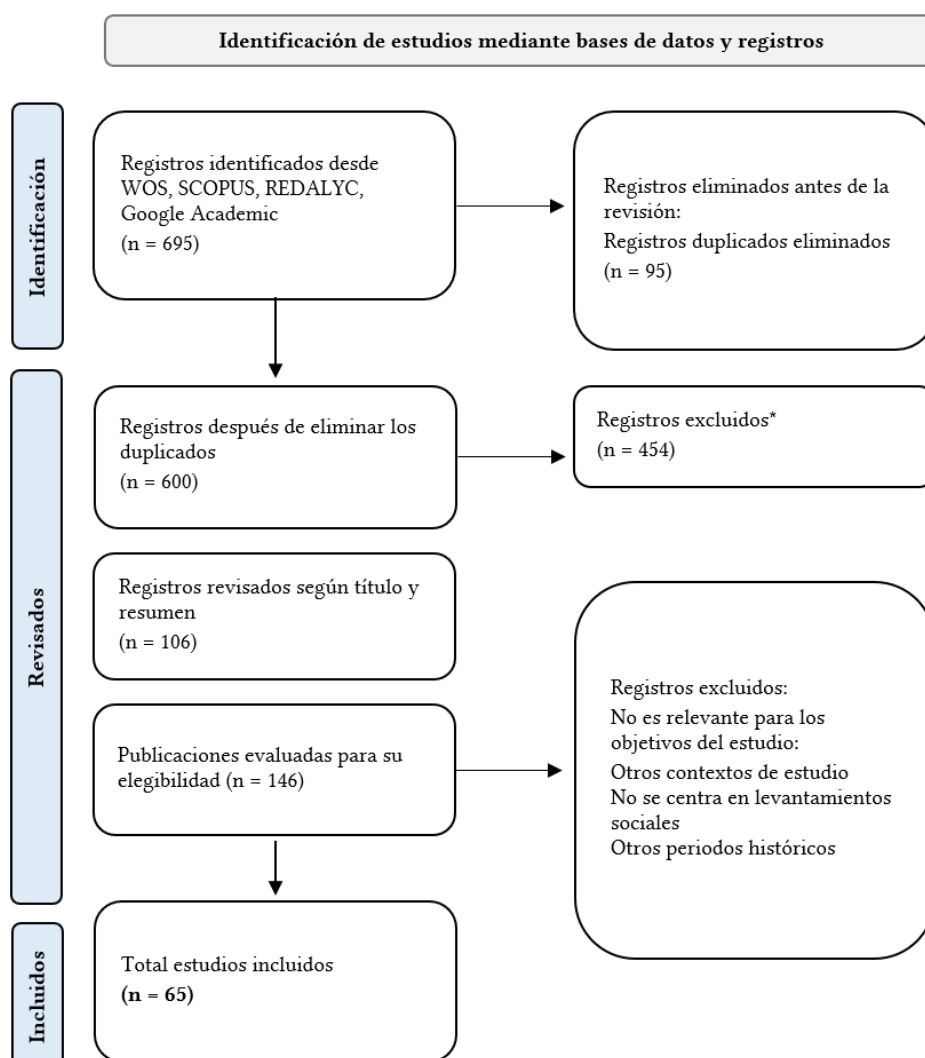 Identificación de estudios mediante bases de datos y registros
Identificación
Registros identificados desde
WOS, SCOPUS, REDALYC,
Google Academic
(n = 695)
Registros eliminados antes de la
revisión:
Registros duplicados eliminados
(n = 95)
Revisados
Registros después de eliminar los
duplicados
(n = 600)
Registros excluidos*
(n = 454)
Registros revisados según título y
resumen
(n = 106)
Publicaciones evaluadas para su
elegibilidad (n = 146)
Registros excluidos:
No es relevante para los
objetivos del estudio:
Otros contextos de estudio
No se centra en levantamientos
sociales
Otros periodos históricos
Incluidos
Total estudios incluidos
(n = 65)